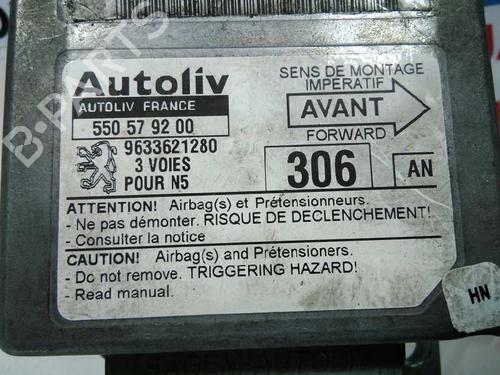 Autoliv
AUTOLIV FRANCE
550 57 92 00
9633621280
3 VOIES
POUR N5
SENS DE MONTAGE
IMPERATIF
AVANT
FORWARD
306
AN
ATTENTION! Airbag(s) et Prétensionneurs.
- Ne pas démonter. RISQUE DE DECLENCHEMENT!
- Consulter la notice
CAUTION! Airbag(s) and Prétensioners.
- Do not remove. TRIGGERING HAZARD!
- Read manual.
HN
B-PARTS